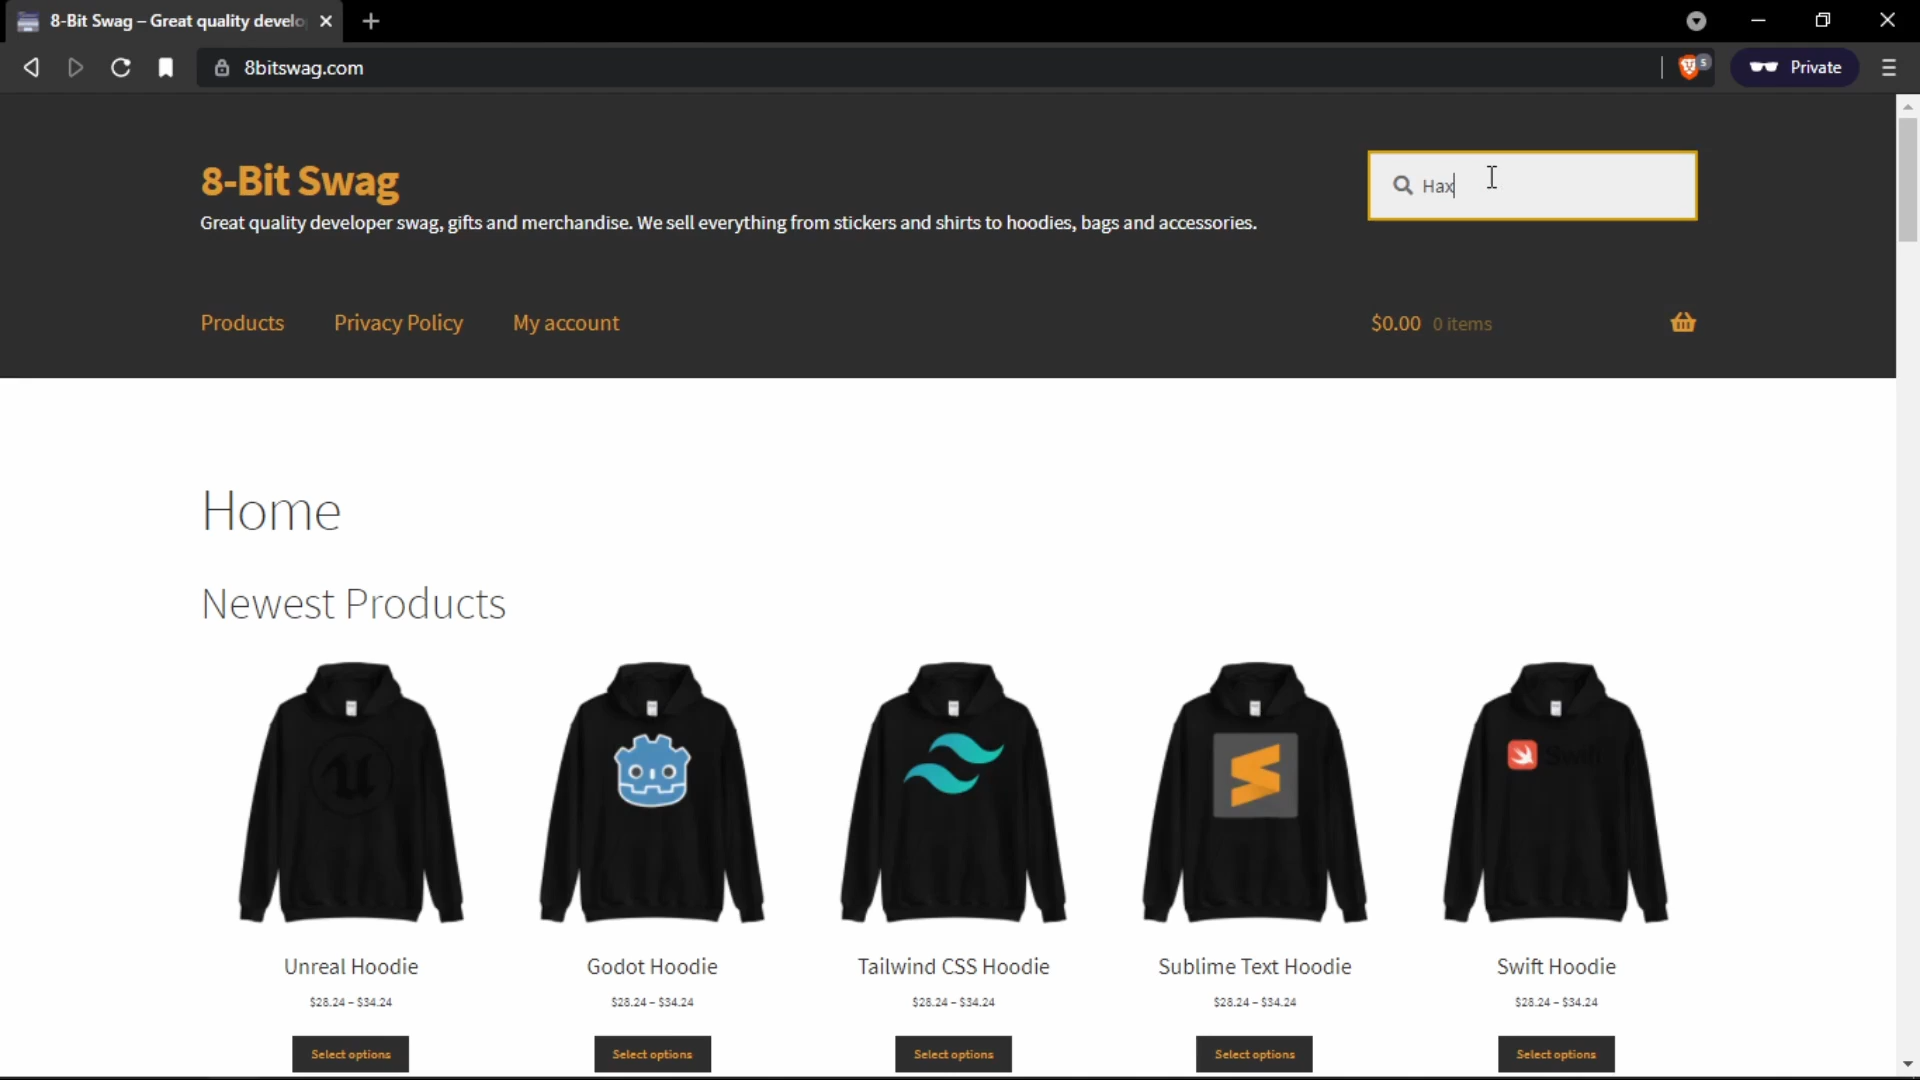 8-Bit Swag – Great quality develo
8bitswag.com
5
Private
8-Bit Swag
Great quality developer swag, gifts and merchandise. We sell everything from stickers and shirts to hoodies, bags and accessories.
Hax
Products Privacy Policy My account
$0.00 0 items
Home
Newest Products
Swift
Unreal Hoodie Godot Hoodie Tailwind CSS Hoodie Sublime Text Hoodie Swift Hoodie
$28.24 – $34.24 $28.24 – $34.24 $28.24 – $34.24 $28.24 – $34.24 $28.24 – $34.24
Select options Select options Select options Select options Select options